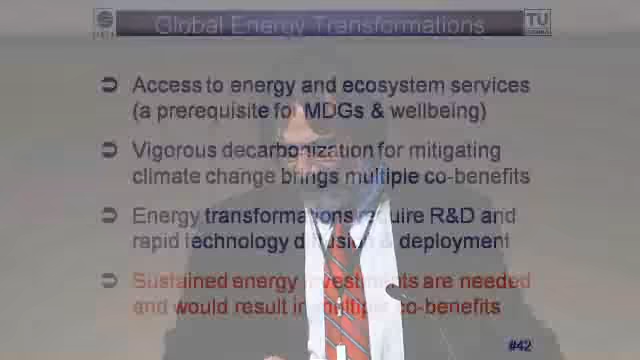 Global Energy Transformations
TU
Access to energy and ecosystem services
(a prerequisite for MDGs & wellbeing)
Vigorous decarbonization for mitigating
climate change brings multiple co-benefits
Energy transformations require R&D and
rapid technology diffusion & deployment
Sustained energy investments are needed
and would result in multiple co-benefits
#42